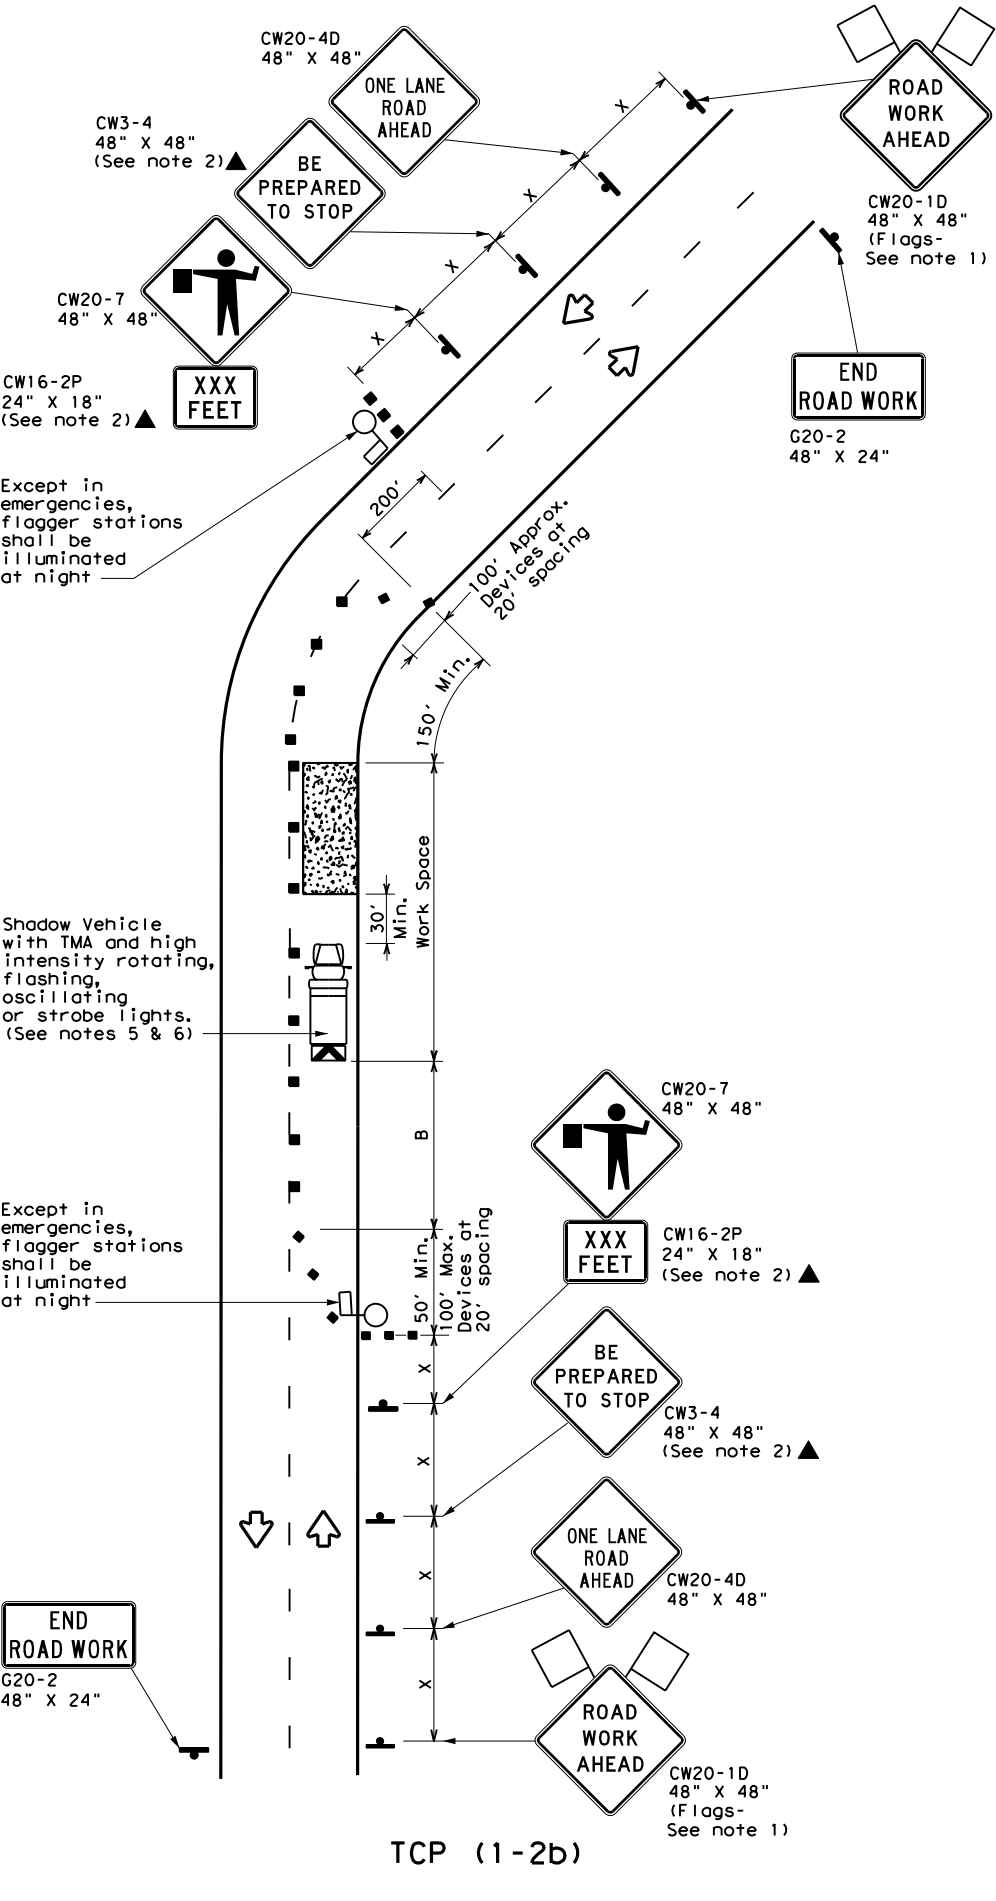 CW20-4D
48" X 48"
ONE LANE
ROAD
AHEAD
ROAD
WORK
AHEAD
CW20-1D
48" X 48"
(Flags-
See note 1)
CW3-4
48" X 48"
(See note 2)
BE
PREPARED
TO STOP
X
X
X
X
CW20-7
48" X 48"
CW16-2P
24" X 18"
(See note 2)
XXX
FEET
END
ROAD WORK
G20-2
48" X 24"
Except in
emergencies,
flagger stations
shall be
illuminated
at night
200'
100' Approx.
Devices at
20' spacing
150' Min.
Work Space
30'
Min.
Shadow Vehicle
with TMA and high
intensity rotating,
flashing,
oscillating
or strobe lights.
(See notes 5 & 6)
B
CW20-7
48" X 48"
XXX
FEET
CW16-2P
24" X 18"
(See note 2)
Except in
emergencies,
flagger stations
shall be
illuminated
at night
50' Min.
100' Max.
Devices at
20' spacing
X
BE
PREPARED
TO STOP
CW3-4
48" X 48"
(See note 2)
X
ONE LANE
ROAD
AHEAD
CW20-4D
48" X 48"
X
END
ROAD WORK
G20-2
48" X 24"
X
ROAD
WORK
AHEAD
CW20-1D
48" X 48"
(Flags-
See note 1)
TCP (1-2b)